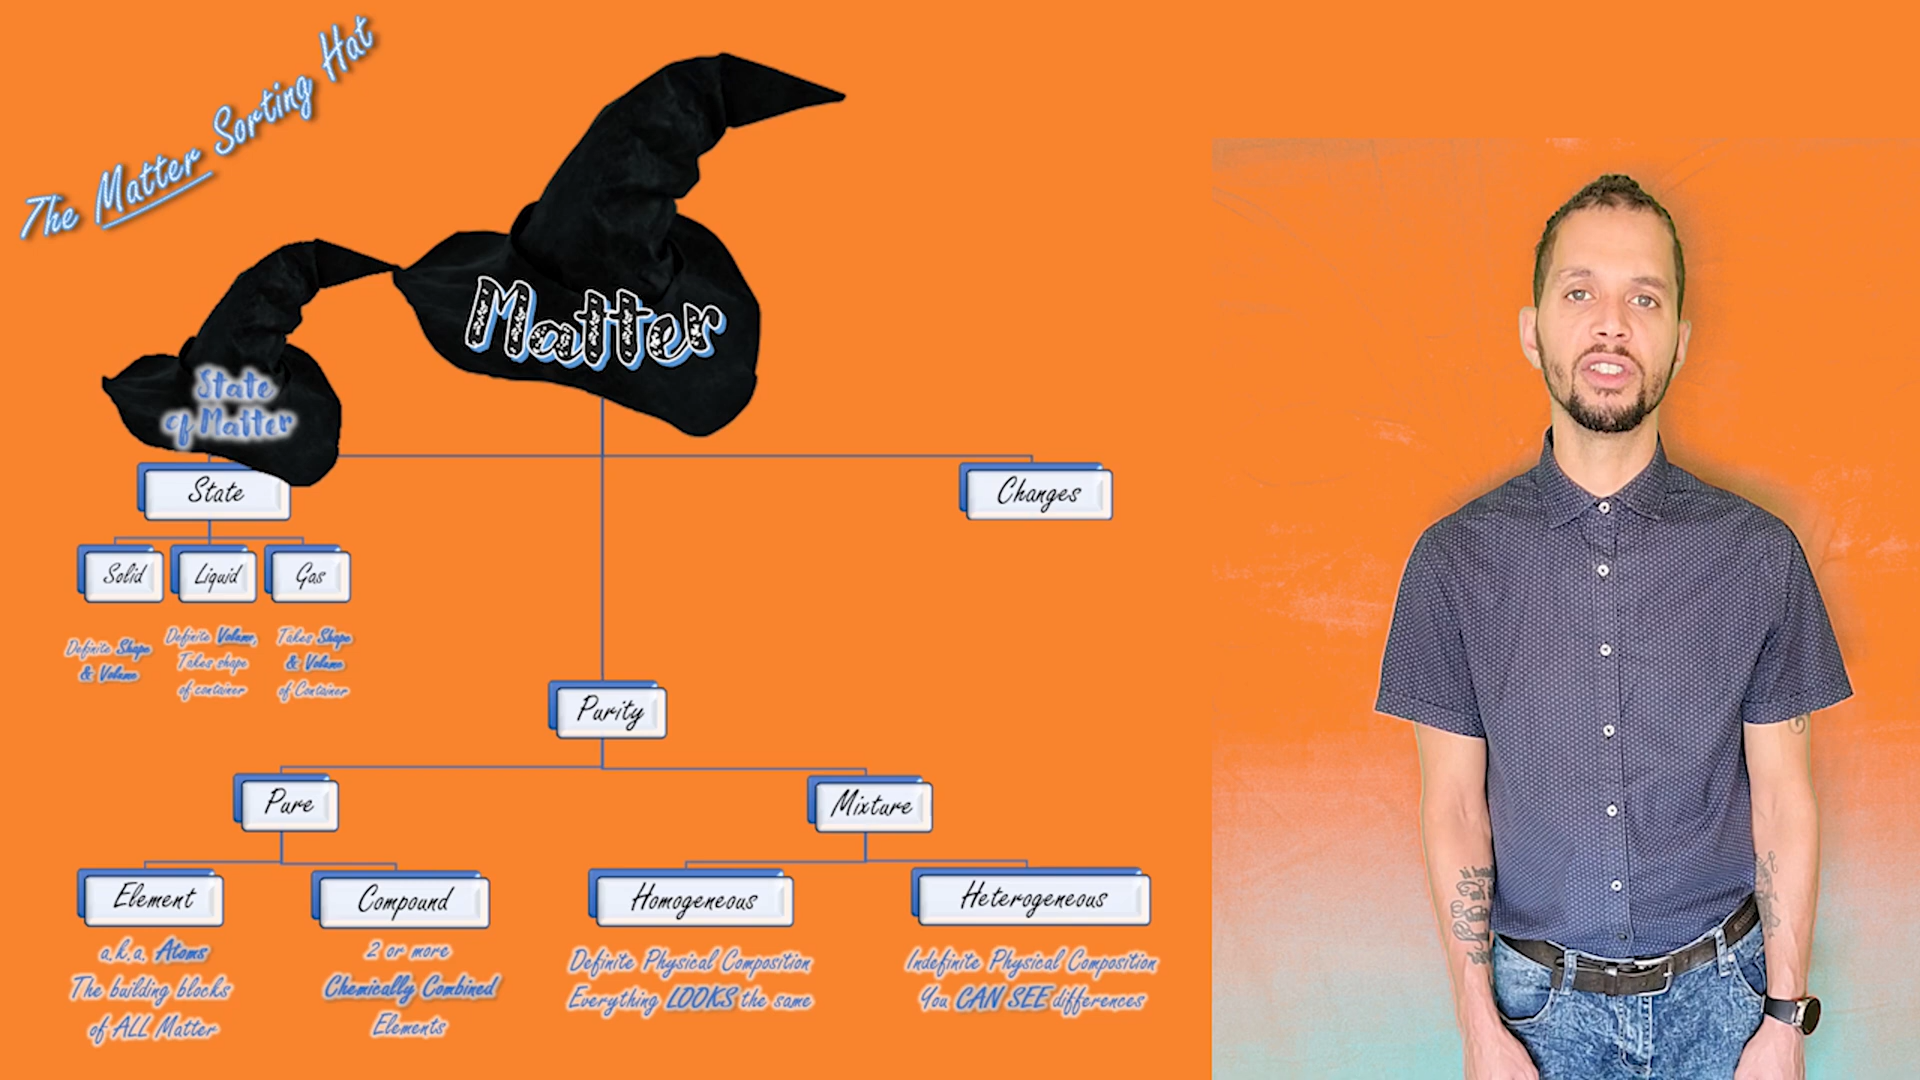 The Matter Sorting Hat
Matter
State
of Matter
State
Changes
Solid
Liquid
Gas
Definite Shape
& Volume
Definite Volume,
Takes shape
of container
Takes Shape
& Volume
of Container
Purity
Pure
Mixture
Element
Compound
Homogeneous
Heterogeneous
a.k.a. Atoms
The building blocks
of ALL Matter
2 or more
Chemically Combined
Elements
Definite Physical Composition
Everything LOOKS the same
Indefinite Physical Composition
You CAN SEE differences